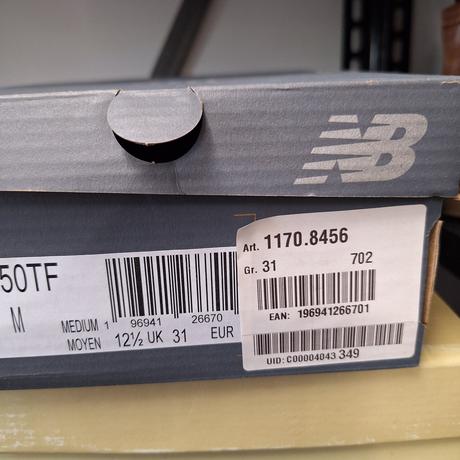 NB
50TF
M
MEDIUM 1 96941 26670
MOYEN 12½ UK 31 EUR
Art. 1170.8456
Gr. 31 702
EAN: 196941266701
UID: C00004043 349